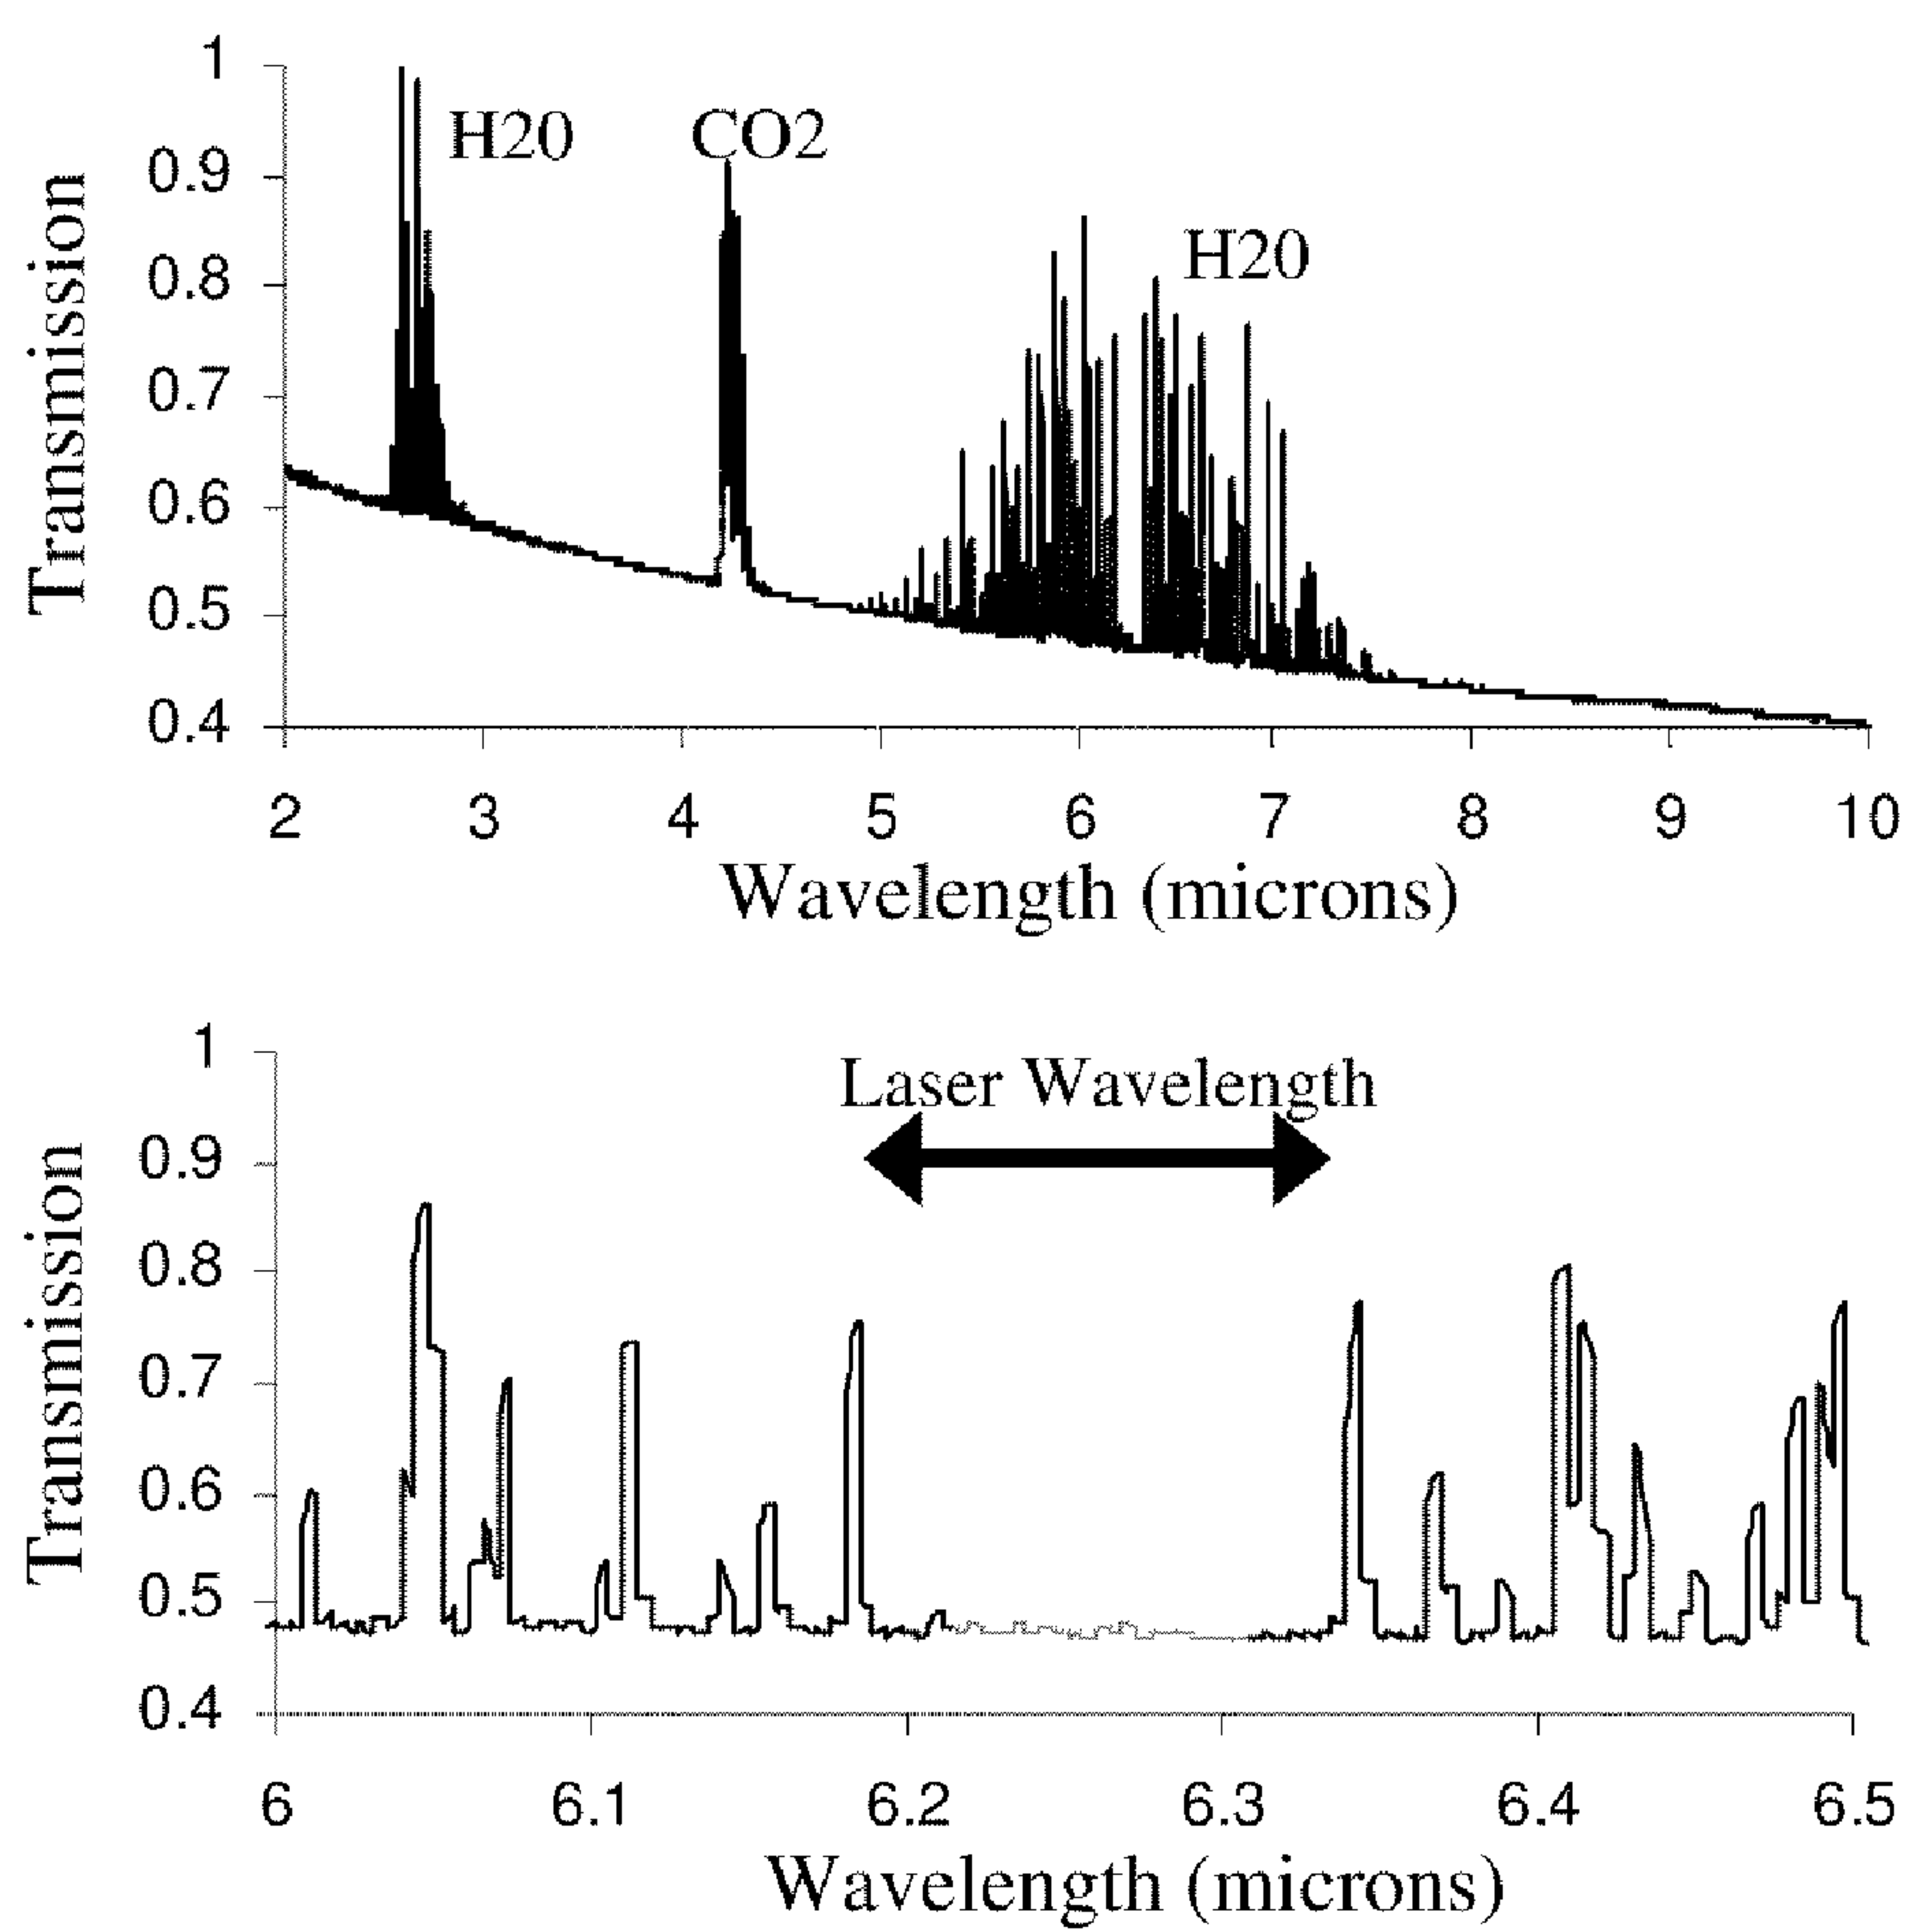 1
0.9
0.8
0.7
0.6
0.5
0.4
Transmission
H20
CO2
H20
2 3 4 5 6 7 8 9 10
Wavelength (microns)
1
0.9
0.8
0.7
0.6
0.5
0.4
Transmission
Laser Wavelength
6 6.1 6.2 6.3 6.4 6.5
Wavelength (microns)